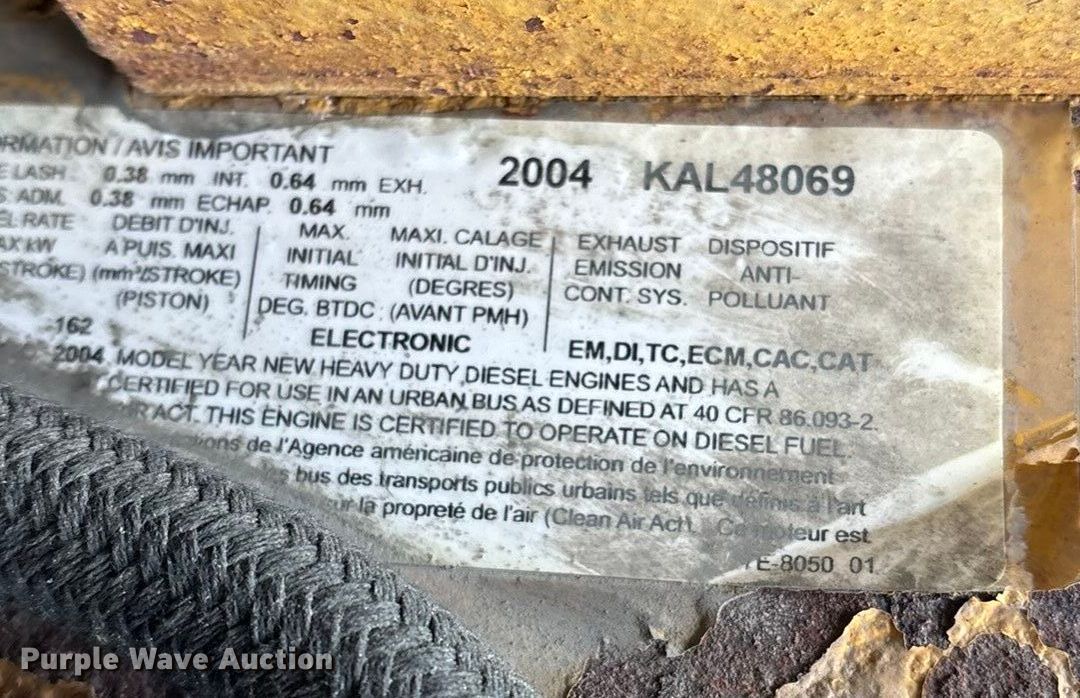 ORMATION / AVIS IMPORTANT
2004 KAL48069
E LASH 0.38 mm INT. 0.64 mm EXH.
S ADM. 0.38 mm ECHAP. 0.64 mm
EL RATE DEBIT D'INJ. MAX. MAXI. CALAGE EXHAUST DISPOSITIF
AX kW A PUIS. MAXI INITIAL INITIAL D'INJ. EMISSION ANTI-
STROKE) (mm³/STROKE) TIMING (DEGRES) CONT. SYS. POLLUANT
(PISTON) DEG. BTDC (AVANT PMH)
162 ELECTRONIC EM,DI,TC,ECM,CAC,CAT
2004 MODEL YEAR NEW HEAVY DUTY DIESEL ENGINES AND HAS A
CERTIFIED FOR USE IN AN URBAN BUS AS DEFINED AT 40 CFR 86.093-2.
ACT. THIS ENGINE IS CERTIFIED TO OPERATE ON DIESEL FUEL.
de l'Agence américaine de protection de l'environnement
bus des transports publics urbains tels que définis à l'art
la propreté de l'air (Clean Air Act). Ce moteur est
E-8050 01
Purple Wave Auction